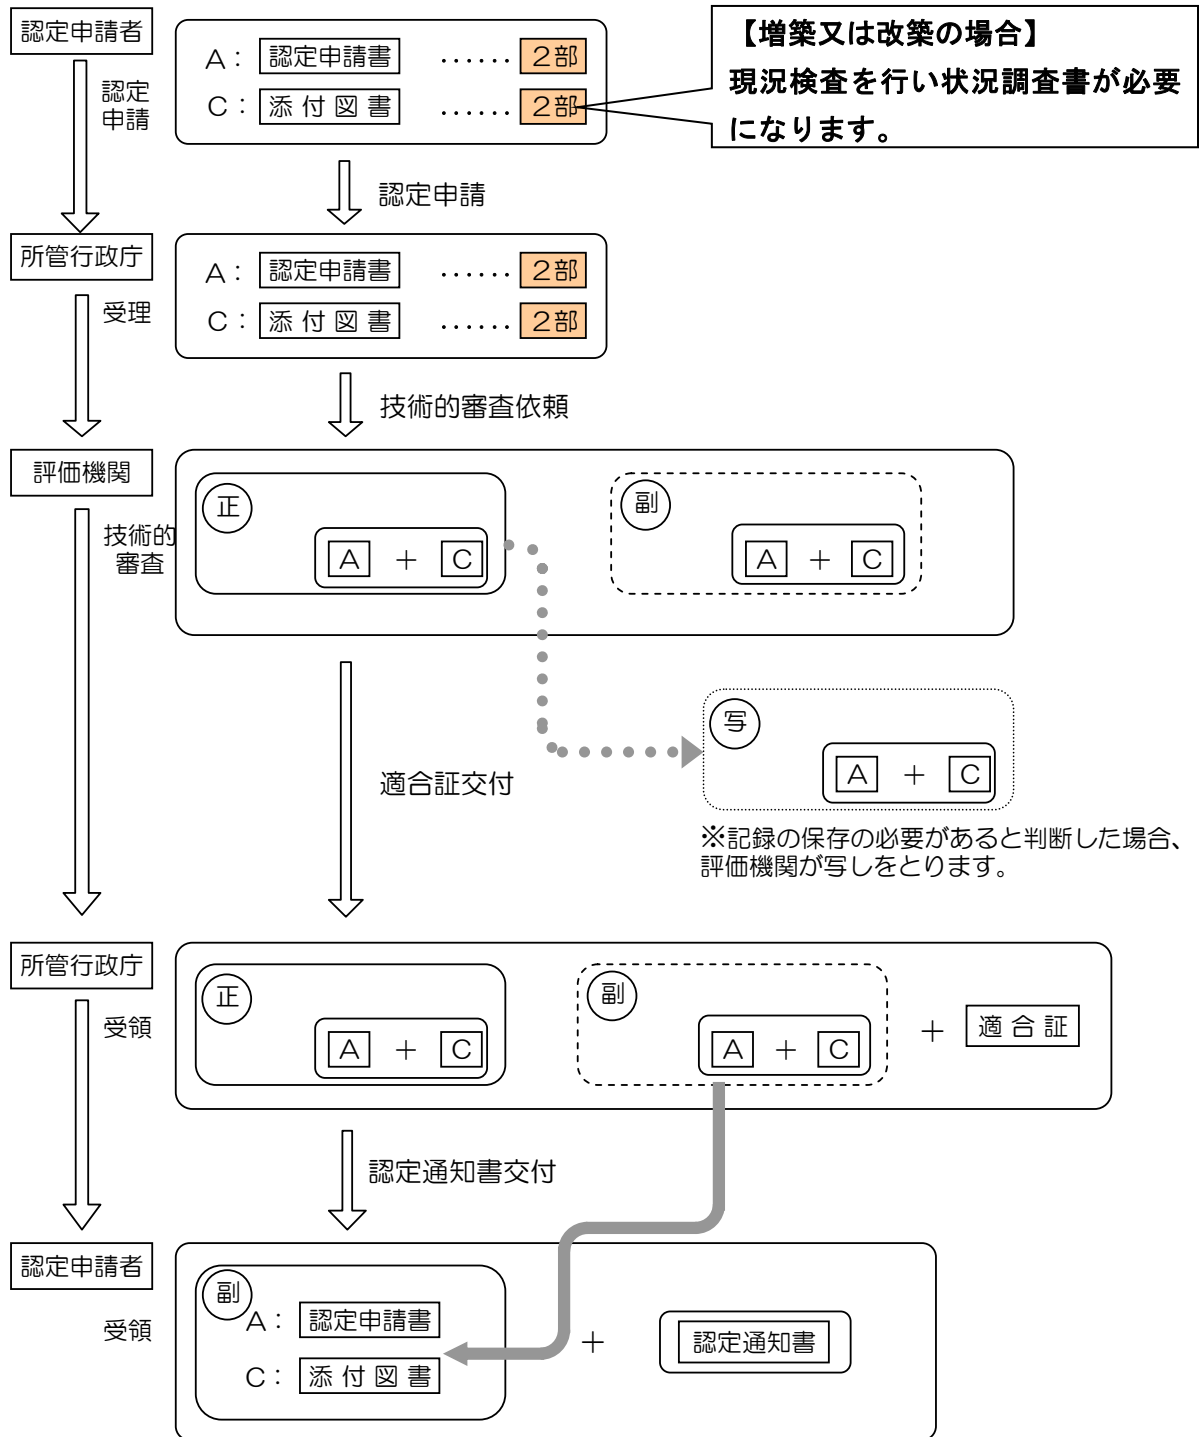 認定申請者
A： 認定申請書 …… ２部
C： 添付図書 …… ２部
【増築又は改築の場合】
現況検査を行い状況調査書が必要
になります。
認定
申請
認定申請
所管行政庁
A： 認定申請書 …… ２部
C： 添付図書 …… ２部
受理
技術的審査依頼
評価機関
正
A ＋ C
副
A ＋ C
技術的
審査
写
A ＋ C
適合証交付
※記録の保存の必要があると判断した場合、
評価機関が写しをとります。
所管行政庁
正
A ＋ C
副
A ＋ C
＋ 適合証
受領
認定通知書交付
認定申請者
副
A： 認定申請書
C： 添付図書
＋ 認定通知書
受領